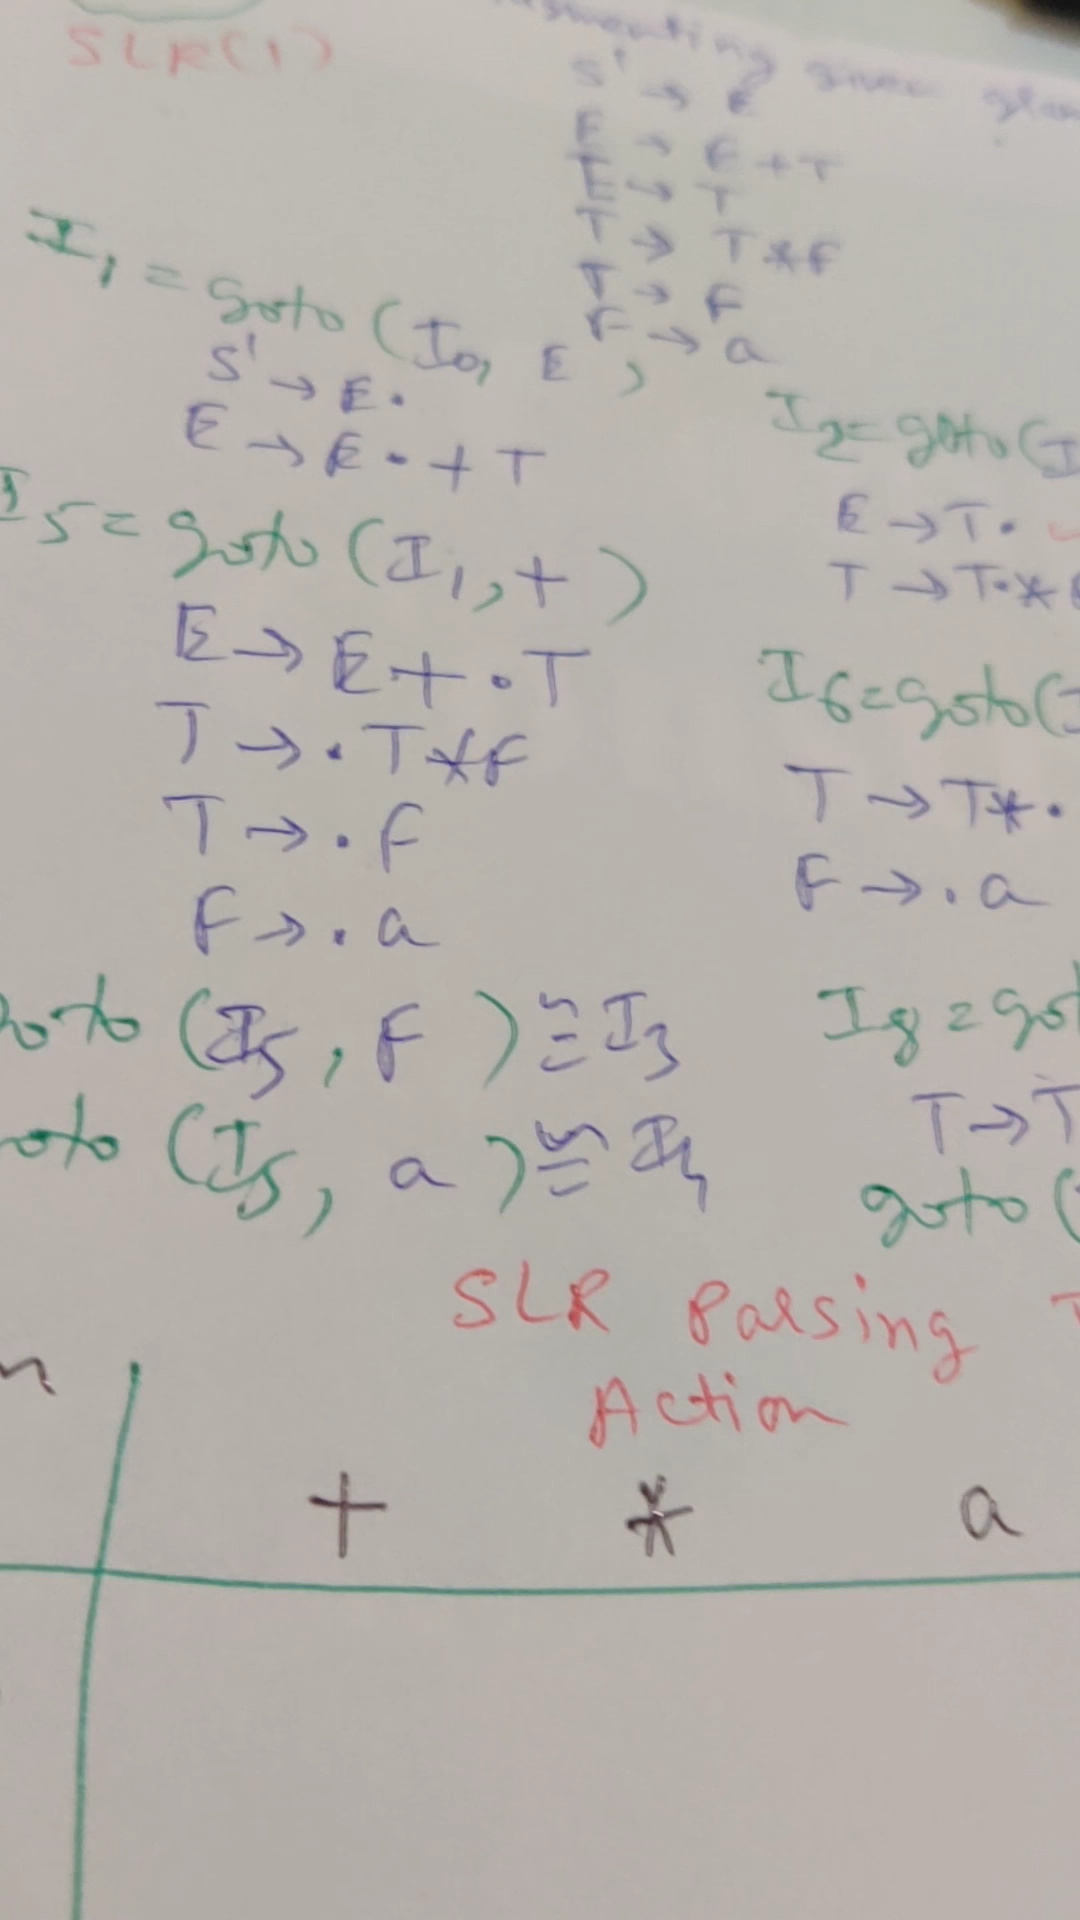 SLR(1)
S' → E
E → E + T
E → T
T → T * F
T → F
F → a
I1 = goto (I0, E)
S' → E.
E → E. + T
I2 = goto (I
E → T.
T → T.*
I5 = goto (I1, +)
E → E + .T
T → .T * F
T → .F
F → .a
I6 = goto (
T → T*.
F → .a
goto (I5, F) ≅ I3
goto (I5, a) ≅ I4
I8 = got
T → T
goto (
SLR Parsing
Action
+ * a